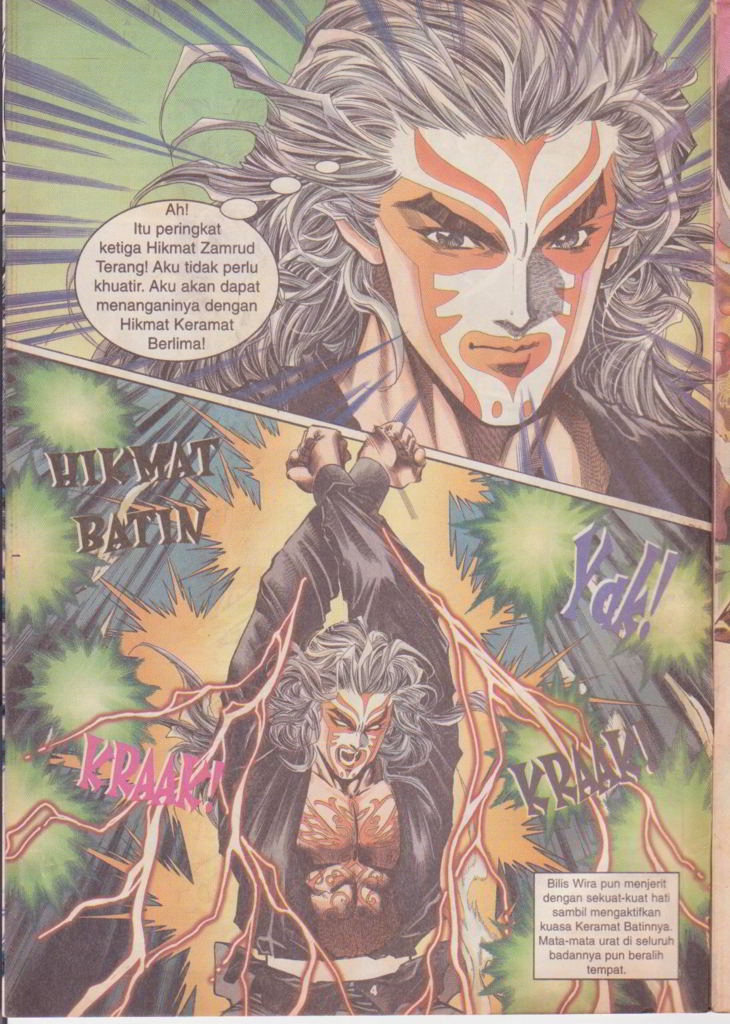 Ah!
Itu peringkat
ketiga Hikmat Zamrud
Terang! Aku tidak perlu
khuatir. Aku akan dapat
menanganinya dengan
Hikmat Keramat
Berlima!
HIKMAT
BATIN
Yak!
KRAAK!
KRAAK!
Bilis Wira pun menjerit
dengan sekuat-kuat hati
sambil mengaktifkan
kuasa Keramat Batinnya.
Mata-mata urat di seluruh
badannya pun beralih
tempat.
4